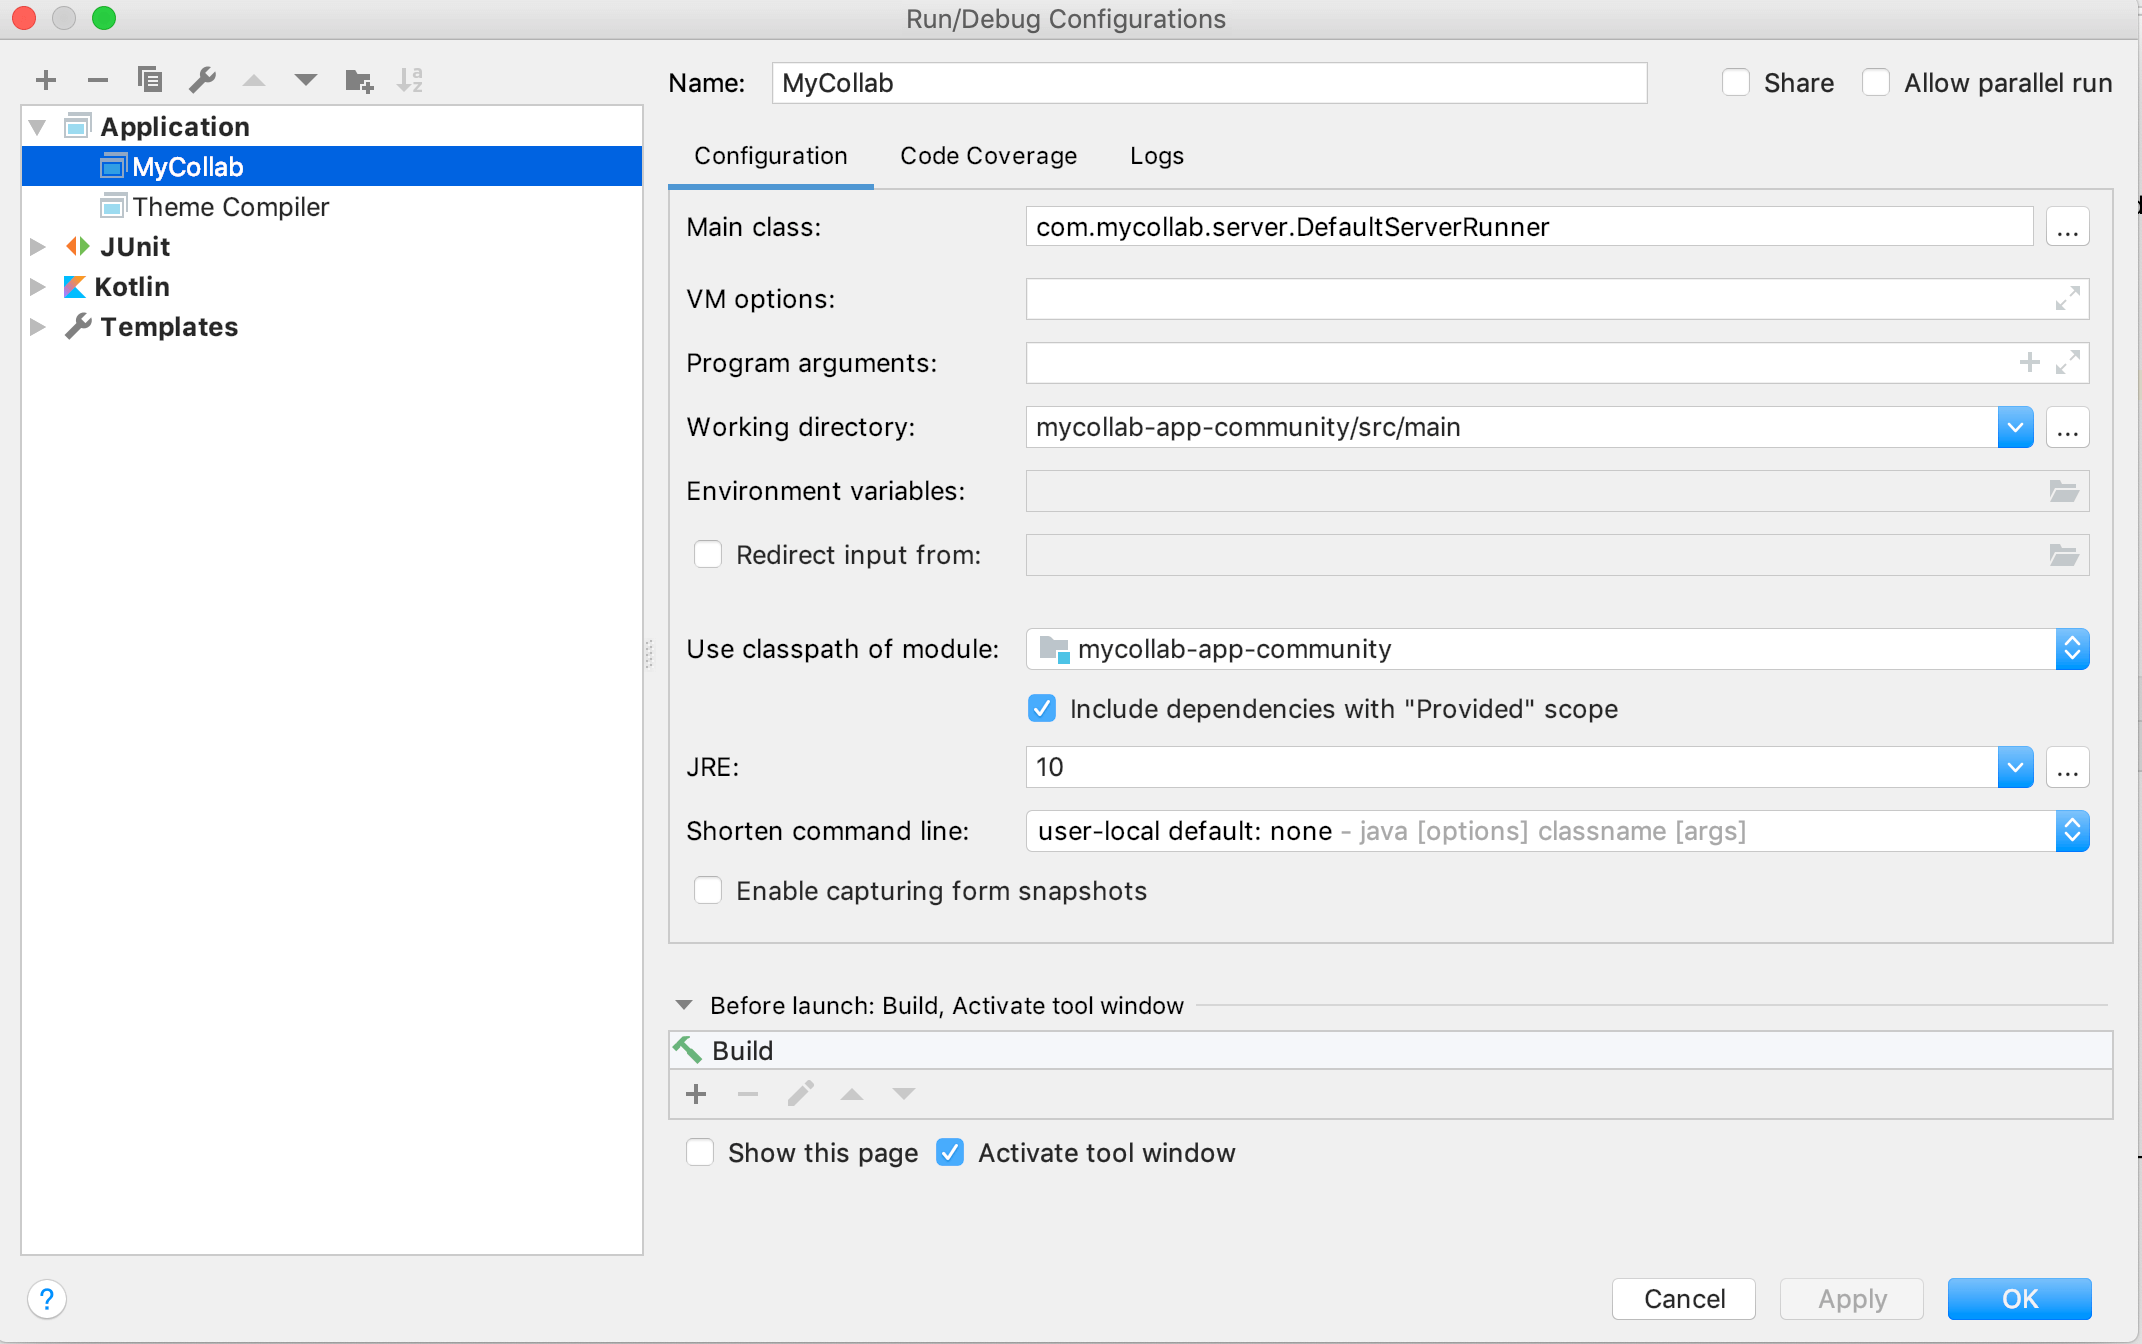 Run/Debug Configurations
Name: MyCollab Share Allow parallel run
Application
MyCollab
Theme Compiler
JUnit
Kotlin
Templates
Configuration Code Coverage Logs
Main class: com.mycollab.server.DefaultServerRunner ...
VM options:
Program arguments:
Working directory: mycollab-app-community/src/main ...
Environment variables:
Redirect input from:
Use classpath of module: mycollab-app-community
Include dependencies with "Provided" scope
JRE: 10 ...
Shorten command line: user-local default: none - java [options] classname [args]
Enable capturing form snapshots
Before launch: Build, Activate tool window
Build
Show this page Activate tool window
? Cancel Apply OK